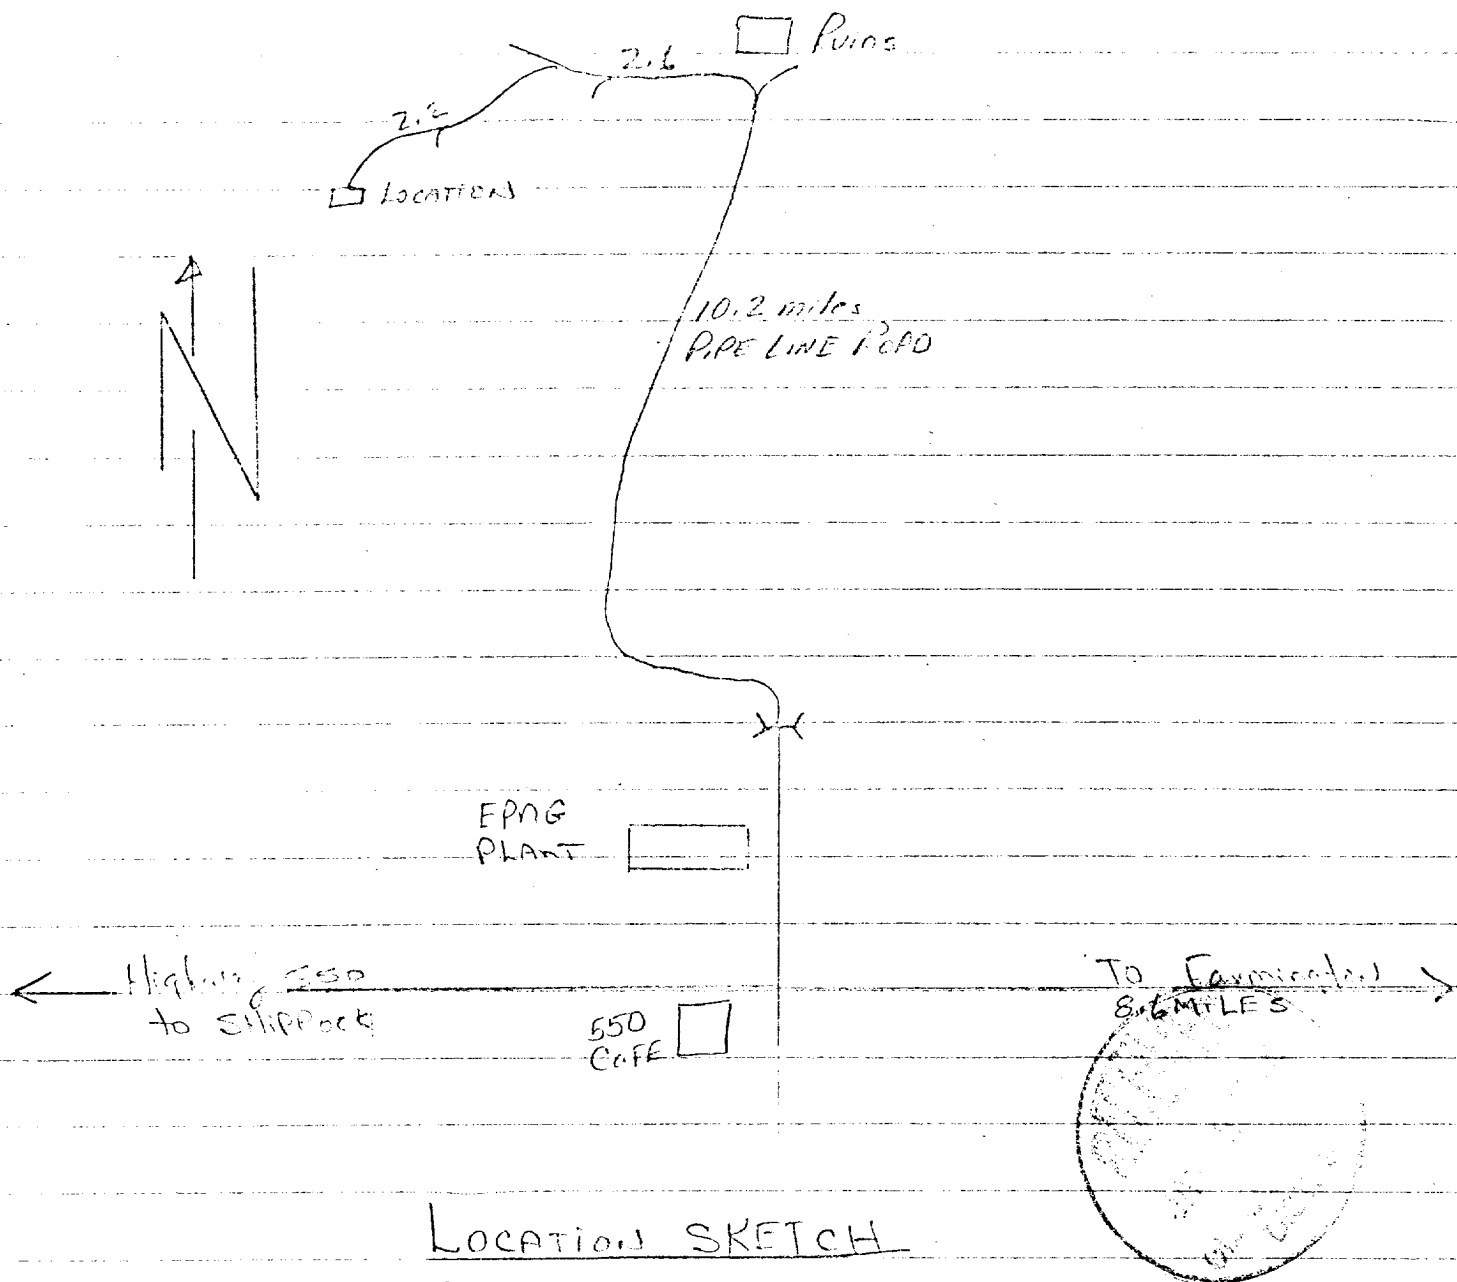 Ruins
2.6
2.2
LOCATION
N
10.2 miles
PIPE LINE ROAD
EPNG
PLANT
Highway 550
to SHIPROCK
To Farmington
8.6 MILES
550
CAFE
LOCATION SKETCH